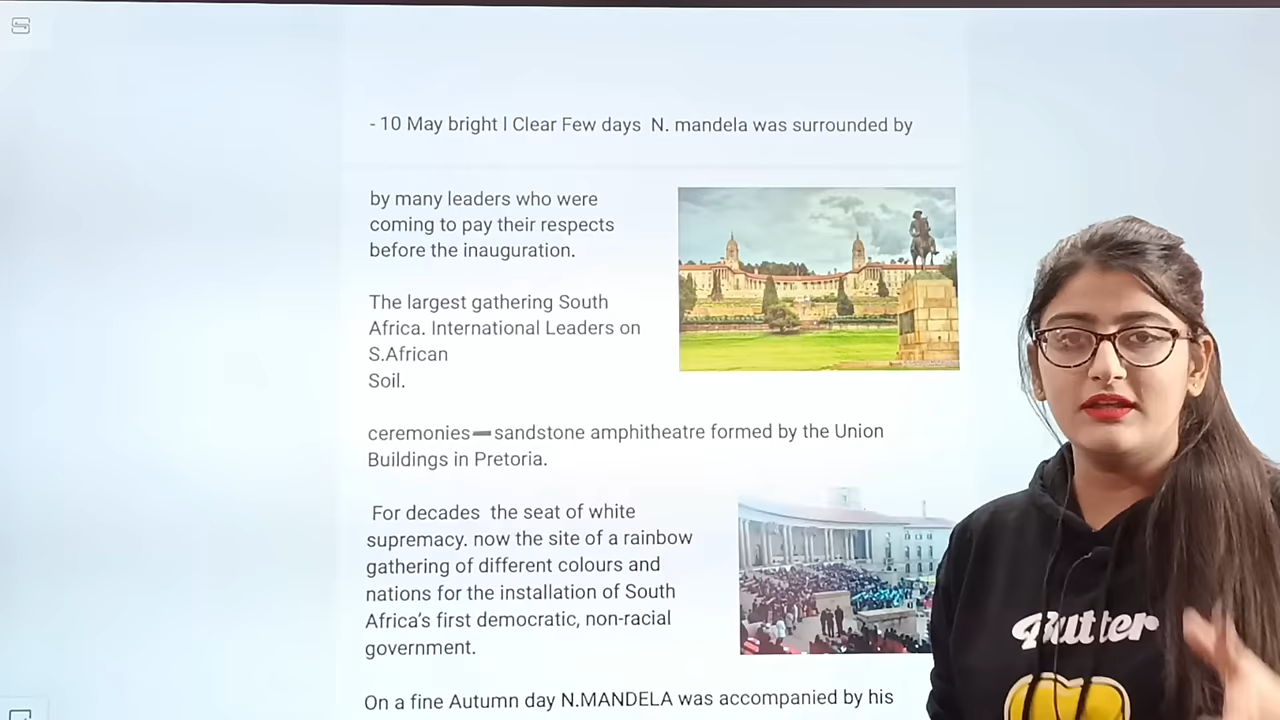 - 10 May bright l Clear Few days N. mandela was surrounded by
by many leaders who were
coming to pay their respects
before the inauguration.
The largest gathering South
Africa. International Leaders on
S.African
Soil.
ceremonies—sandstone amphitheatre formed by the Union
Buildings in Pretoria.
For decades the seat of white
supremacy. now the site of a rainbow
gathering of different colours and
nations for the installation of South
Africa's first democratic, non-racial
government.
On a fine Autumn day N.MANDELA was accompanied by his
Butter